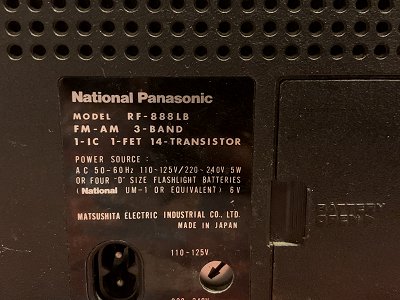 National Panasonic
MODEL RF-888LB
FM-AM 3-BAND
1-IC 1-FET 14-TRANSISTOR
POWER SOURCE :
AC 50~60Hz 110-125V/220-240V 5W
OR FOUR "D" SIZE FLASHLIGHT BATTERIES
(National UM-1 OR EQUIVALENT) 6V
MATSUSHITA ELECTRIC INDUSTRIAL CO., LTD.
MADE IN JAPAN
110-125V
BATTERY